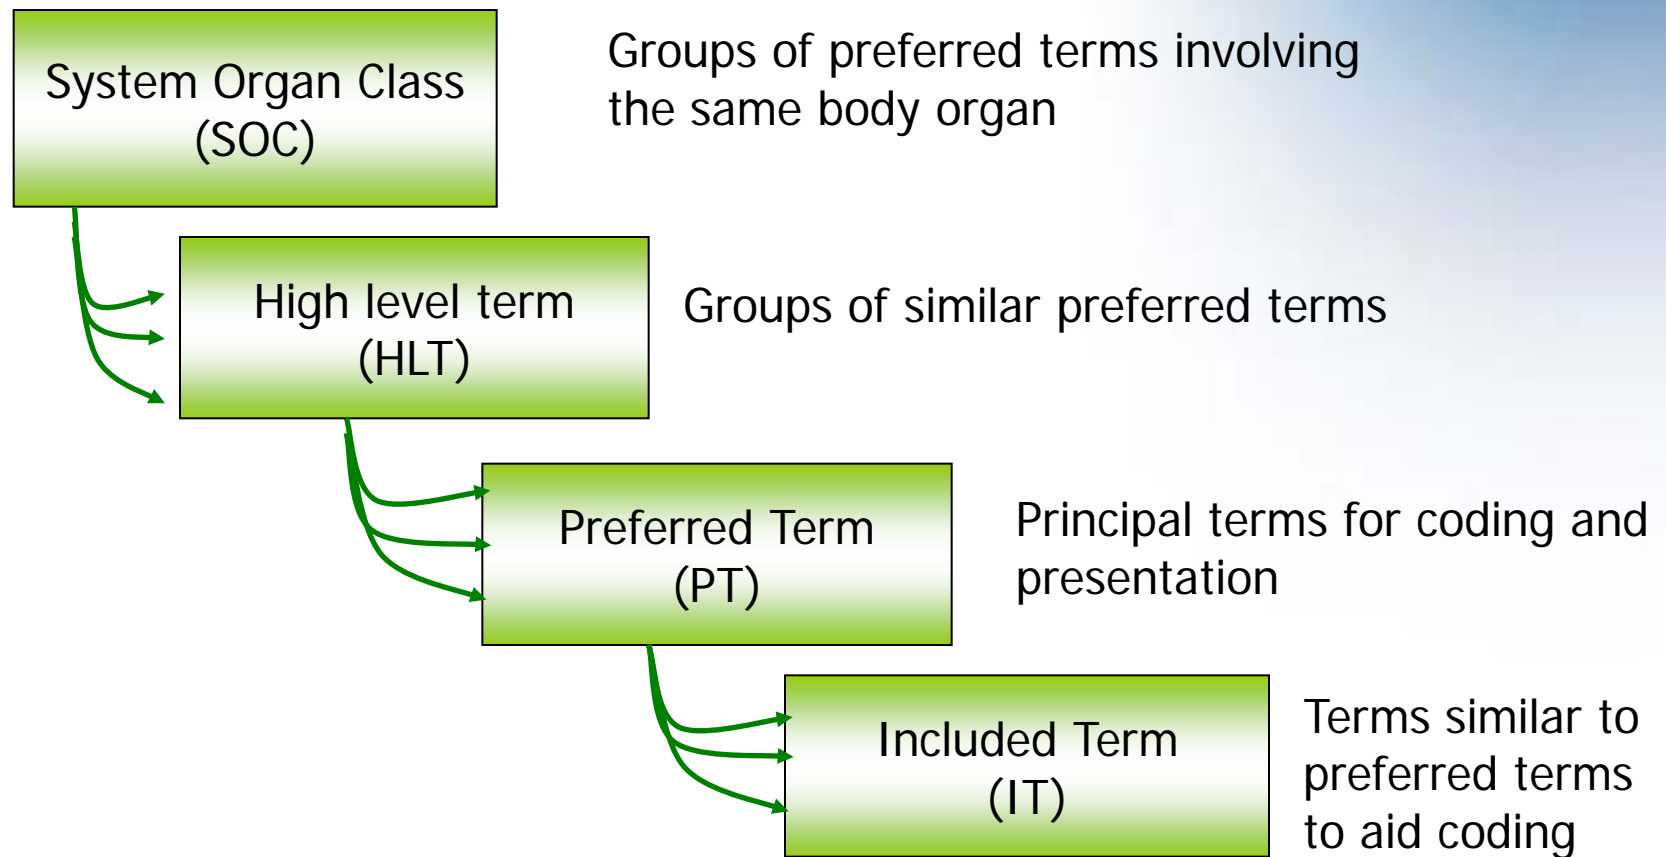 System Organ Class
(SOC)
Groups of preferred terms involving
the same body organ
High level term
(HLT)
Groups of similar preferred terms
Preferred Term
(PT)
Principal terms for coding and
presentation
Included Term
(IT)
Terms similar to
preferred terms
to aid coding